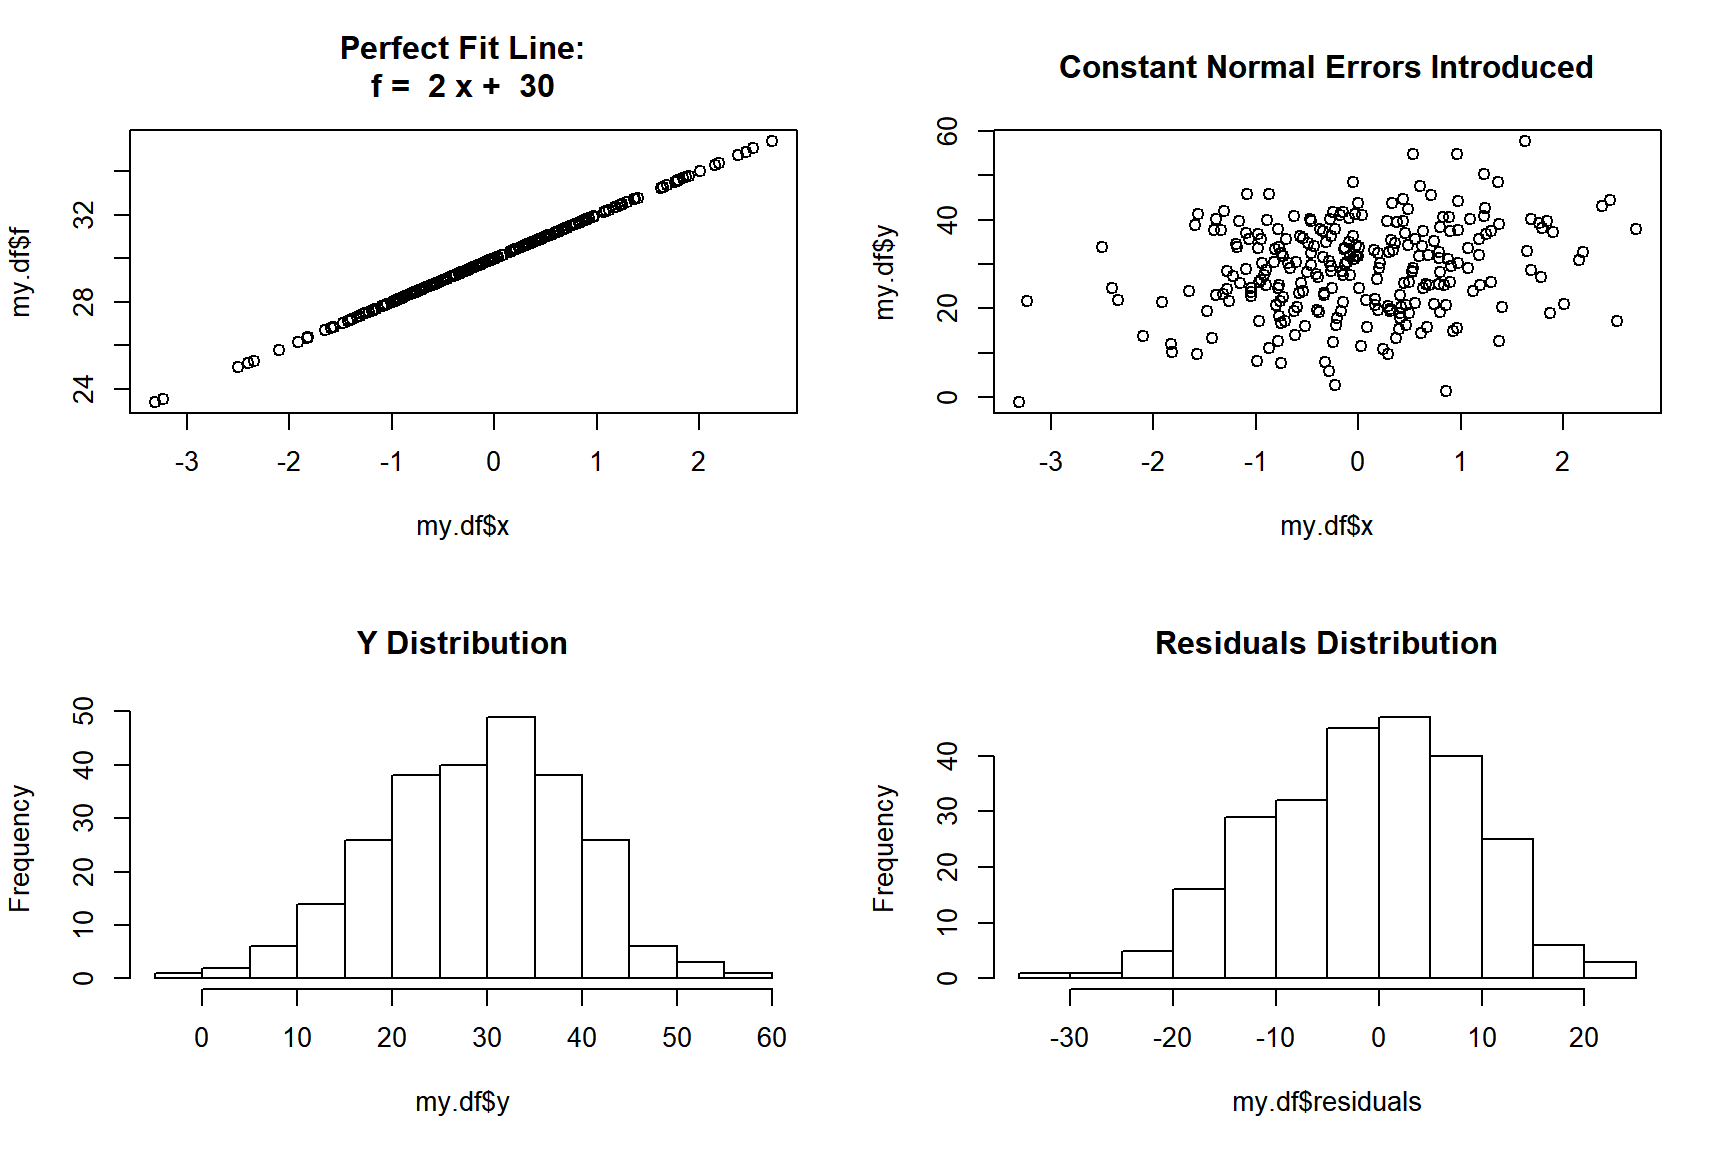 Perfect Fit Line:
f =  2 x +  30
my.df$f
32
28
24
-3 -2 -1 0 1 2
my.df$x
Constant Normal Errors Introduced
my.df$y
60
40
20
0
-3 -2 -1 0 1 2
my.df$x
Y Distribution
Frequency
50
40
30
20
10
0
0 10 20 30 40 50 60
my.df$y
Residuals Distribution
Frequency
40
30
20
10
0
-30 -20 -10 0 10 20
my.df$residuals